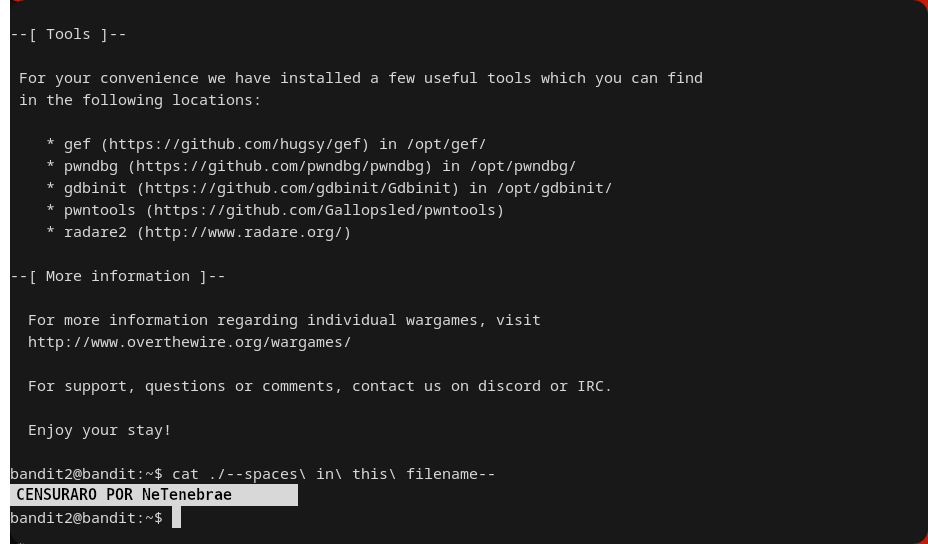 --[ Tools ]--
For your convenience we have installed a few useful tools which you can find
in the following locations:
* gef (https://github.com/hugsy/gef) in /opt/gef/
* pwndbg (https://github.com/pwndbg/pwndbg) in /opt/pwndbg/
* gdbinit (https://github.com/gdbinit/Gdbinit) in /opt/gdbinit/
* pwntools (https://github.com/Gallopsled/pwntools)
* radare2 (http://www.radare.org/)
--[ More information ]--
For more information regarding individual wargames, visit
http://www.overthewire.org/wargames/
For support, questions or comments, contact us on discord or IRC.
Enjoy your stay!
bandit2@bandit:~$ cat ./--spaces\ in\ this\ filename--
CENSURARO POR NeTenebrae
bandit2@bandit:~$